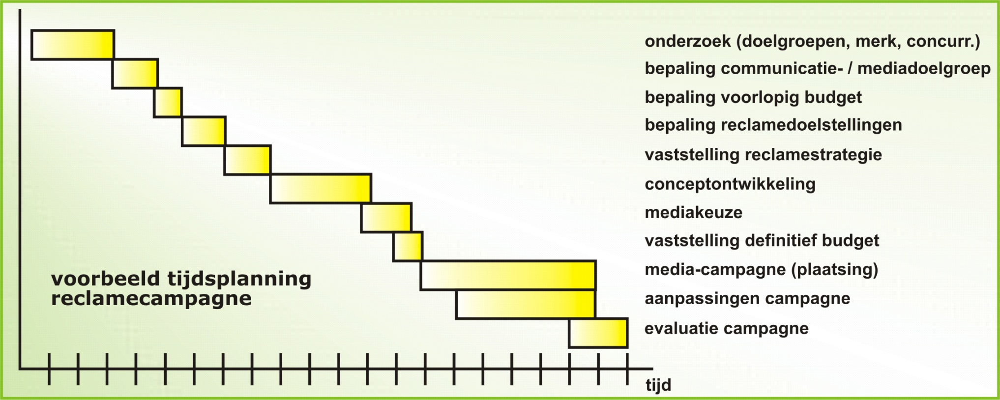 onderzoek (doelgroepen, merk, concurr.)
bepaling communicatie- / mediadoelgroep
bepaling voorlopig budget
bepaling reclamedoelstellingen
vaststelling reclamestrategie
conceptontwikkeling
mediakeuze
vaststelling definitief budget
media-campagne (plaatsing)
aanpassingen campagne
evaluatie campagne
voorbeeld tijdsplanning
reclamecampagne
tijd